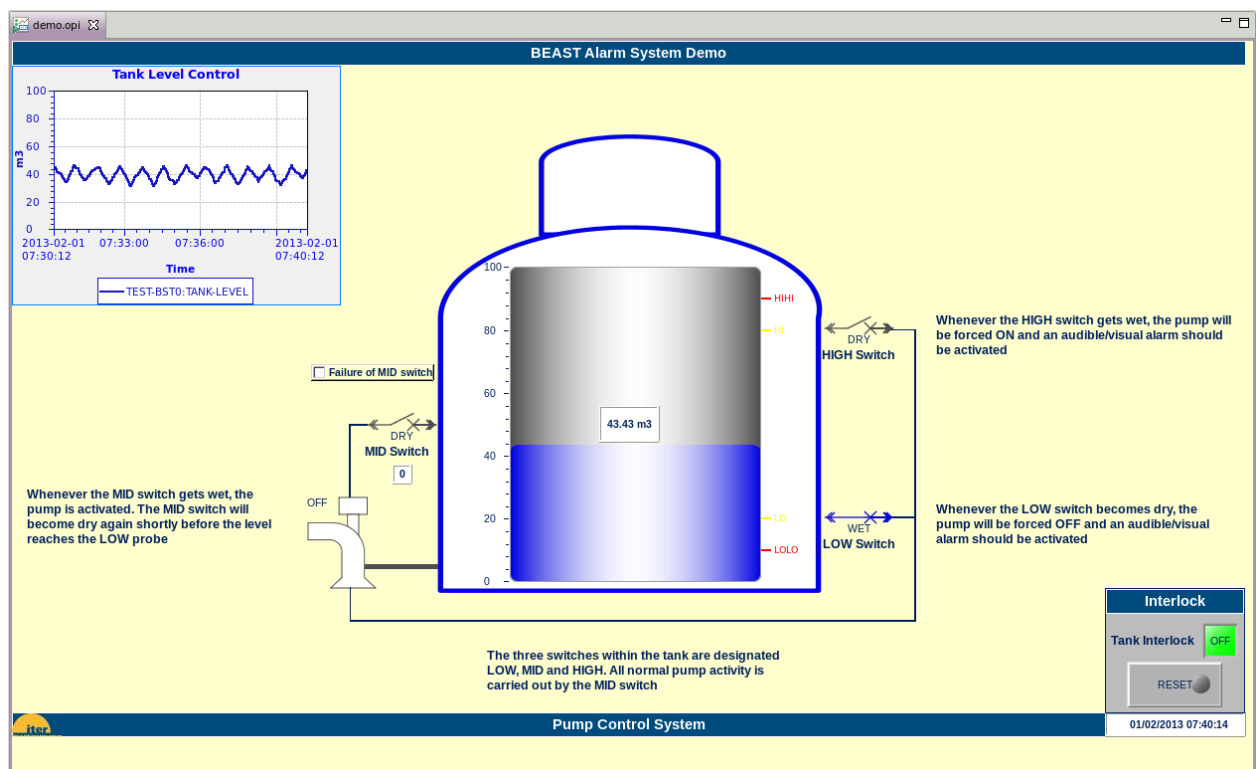 demo.opi
BEAST Alarm System Demo
Tank Level Control
100
80
60
40
20
0
m3
2013-02-01
07:30:12
07:33:00
07:36:00
2013-02-01
07:40:12
Time
TEST-BST0:TANK-LEVEL
100
80
60
40
20
0
HIHI
HI
LO
LOLO
43.43 m3
DRY
HIGH Switch
Whenever the HIGH switch gets wet, the pump will
be forced ON and an audible/visual alarm should
be activated
Failure of MID switch
DRY
MID Switch
0
Whenever the MID switch gets wet, the
pump is activated. The MID switch will
become dry again shortly before the level
reaches the LOW probe
OFF
WET
LOW Switch
Whenever the LOW switch becomes dry, the
pump will be forced OFF and an audible/visual
alarm should be activated
Interlock
Tank Interlock
OFF
RESET
The three switches within the tank are designated
LOW, MID and HIGH. All normal pump activity is
carried out by the MID switch
iter
Pump Control System
01/02/2013 07:40:14